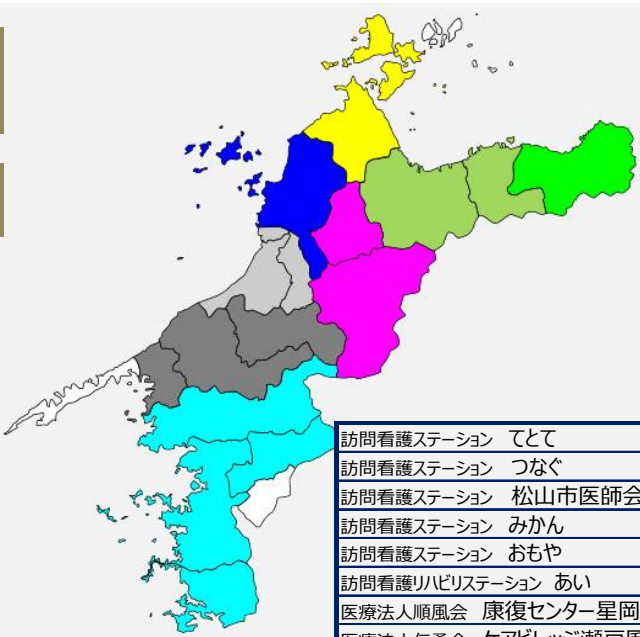 訪問看護ステーション てとて
訪問看護ステーション つなぐ
訪問看護ステーション 松山市医師会
訪問看護ステーション みかん
訪問看護ステーション おもや
訪問看護リハビリステーション あい
医療法人順風会 康復センター星岡